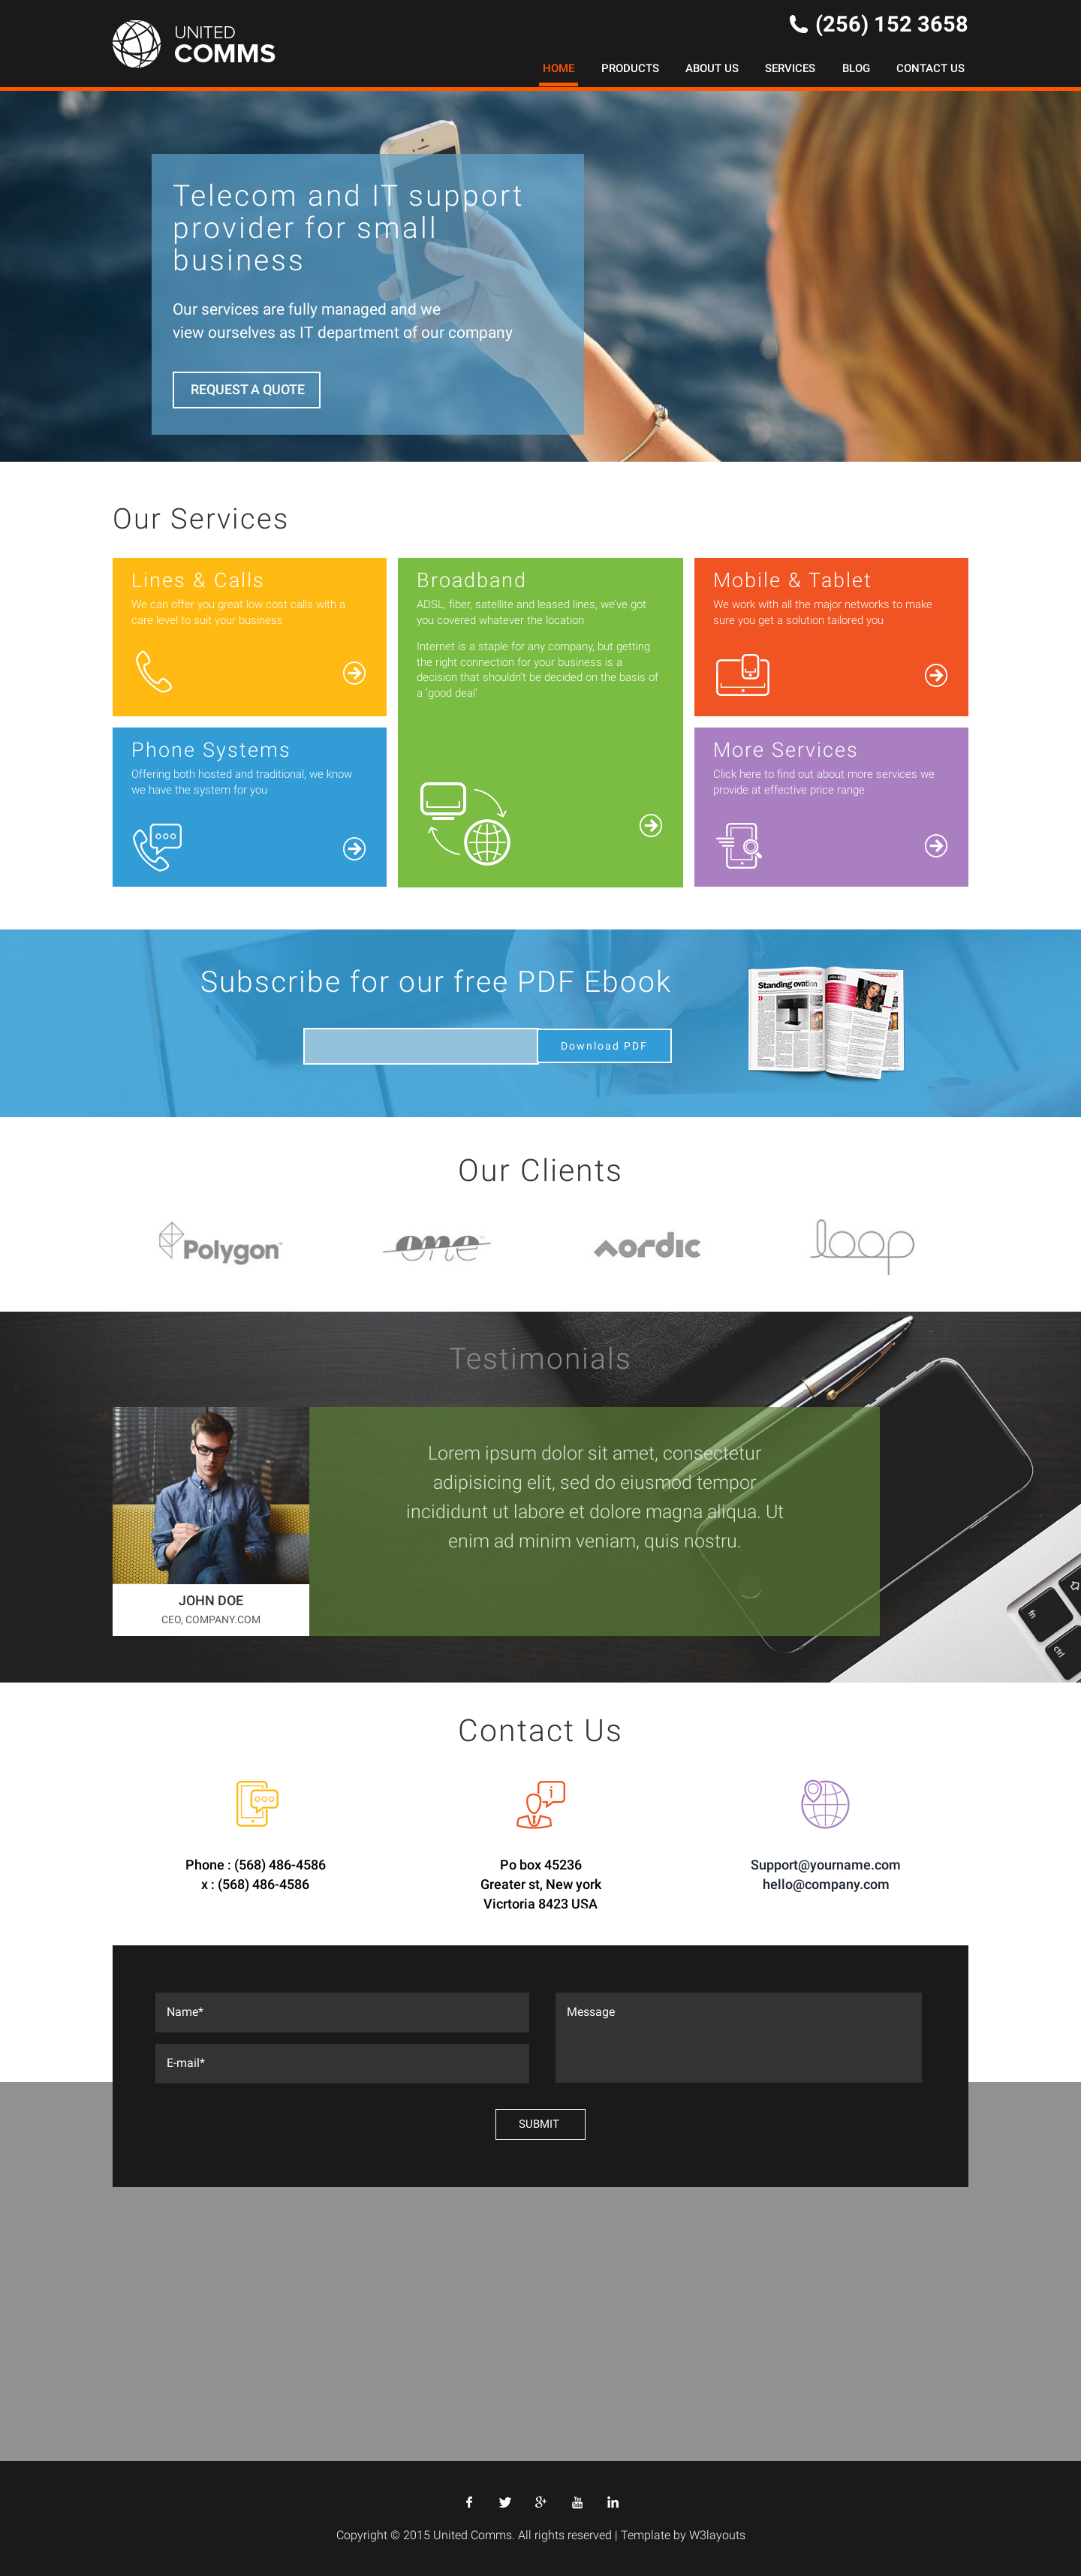 UNITED
COMMS
(256) 152 3658
HOME PRODUCTS ABOUT US SERVICES BLOG CONTACT US
Telecom and IT support
provider for small
business
Our services are fully managed and we
view ourselves as IT department of our company
REQUEST A QUOTE
Our Services
Lines & Calls
We can offer you great low cost calls with a
care level to suit your business
Broadband
ADSL, fiber, satellite and leased lines, we've got
you covered whatever the location
Internet is a staple for any company, but getting
the right connection for your business is a
decision that shouldn't be decided on the basis of
a 'good deal'
Mobile & Tablet
We work with all the major networks to make
sure you get a solution tailored you
Phone Systems
Offering both hosted and traditional, we know
we have the system for you
More Services
Click here to find out about more services we
provide at effective price range
Subscribe for our free PDF Ebook
Download PDF
Standing ovation
Our Clients
Polygon™
one
nordic
loop
Testimonials
Lorem ipsum dolor sit amet, consectetur
adipisicing elit, sed do eiusmod tempor
incididunt ut labore et dolore magna aliqua. Ut
enim ad minim veniam, quis nostru.
JOHN DOE
CEO, COMPANY.COM
fn
ctrl
Contact Us
Phone : (568) 486-4586
x : (568) 486-4586
Po box 45236
Greater st, New york
Vicrtoria 8423 USA
Support@yourname.com
hello@company.com
Name*
E-mail*
Message
SUBMIT
Copyright © 2015 United Comms. All rights reserved | Template by W3layouts